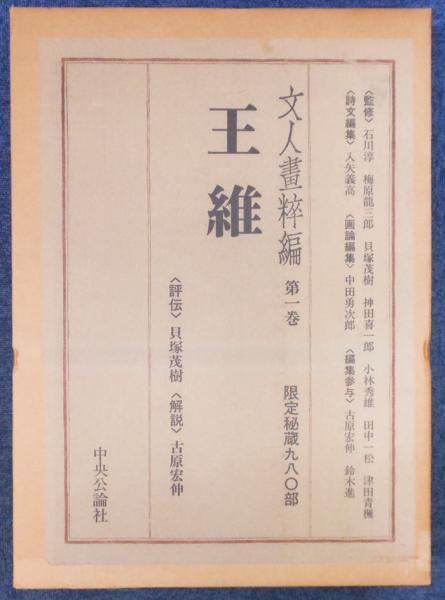 〈監修〉石川淳 梅原龍三郎 貝塚茂樹 神田喜一郎 小林秀雄 田中一松 津田青楓
〈詩文編集〉入矢義高 〈画論編集〉中田勇次郎 〈編集参与〉古原宏伸 鈴木進
文人畫粹編 第一巻 限定秘蔵九八〇部
王維
〈評伝〉貝塚茂樹 〈解説〉古原宏伸
中央公論社